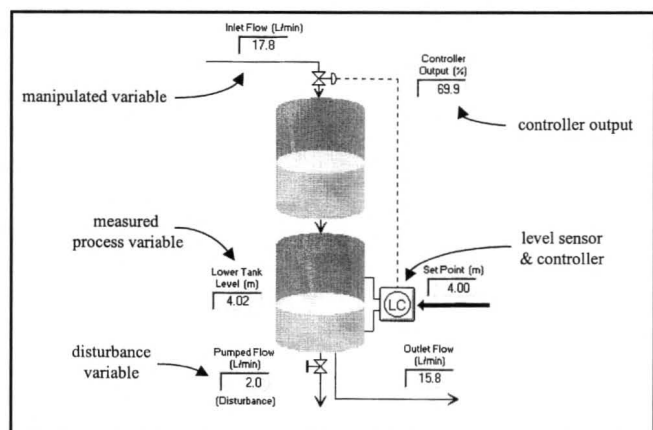 Inlet Flow (L/min)
17.8
Controller
Output (%)
69.9
manipulated variable
controller output
measured
process variable
level sensor
& controller
Lower Tank
Level (m)
4.02
Set Point (m)
4.00
LC
disturbance
variable
Pumped Flow
(L/min)
2.0
(Disturbance)
Outlet Flow
(L/min)
15.8